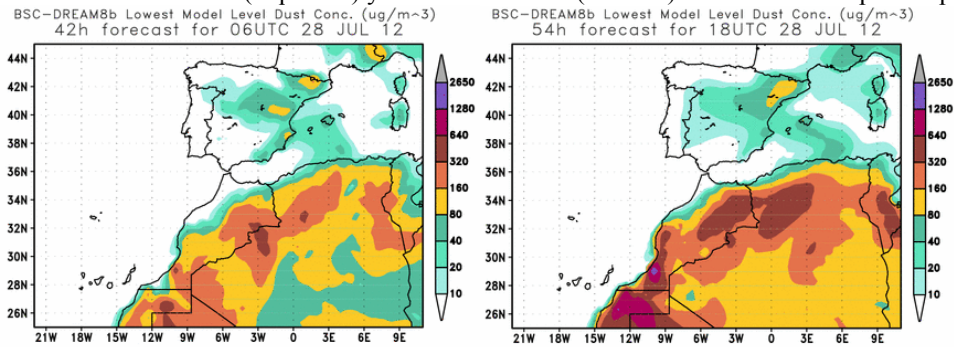 BSC-DREAM8b Lowest Model Level Dust Conc. (ug/m^3)
42h forecast for 06UTC 28 JUL 12
44N
42N
40N
38N
36N
34N
32N
30N
28N
26N
21W 18W 15W 12W 9W 6W 3W 0 3E 6E 9E
2650
1280
640
320
160
80
40
20
10
BSC-DREAM8b Lowest Model Level Dust Conc. (ug/m^3)
54h forecast for 18UTC 28 JUL 12
44N
42N
40N
38N
36N
34N
32N
30N
28N
26N
21W 18W 15W 12W 9W 6W 3W 0 3E 6E 9E
2650
1280
640
320
160
80
40
20
10